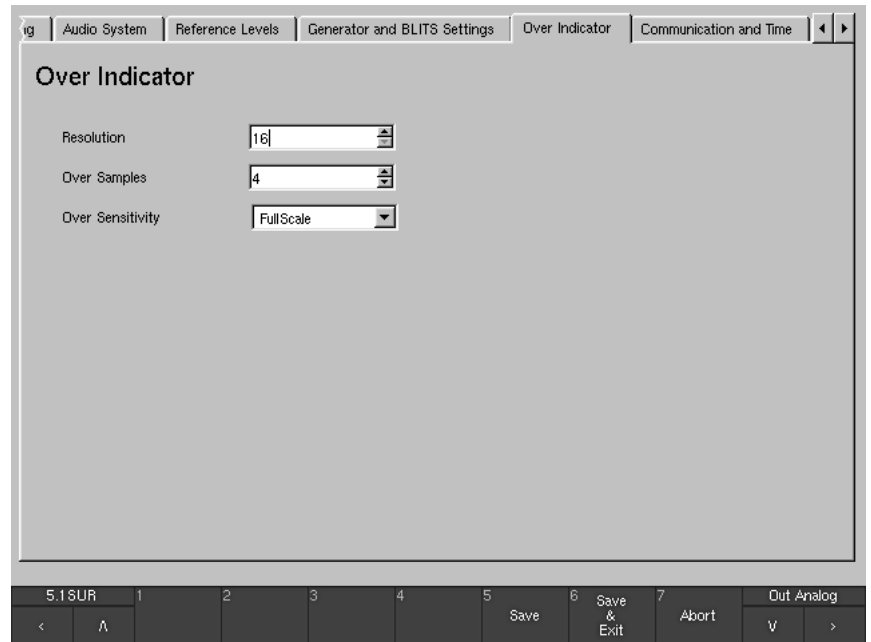 ıg Audio System Reference Levels Generator and BLITS Settings Over Indicator Communication and Time
Over Indicator
Resolution 16
Over Samples 4
Over Sensitivity FullScale
5.1SUR 1 2 3 4 5 Save 6 Save & Exit 7 Abort Out Analog
< Λ V >